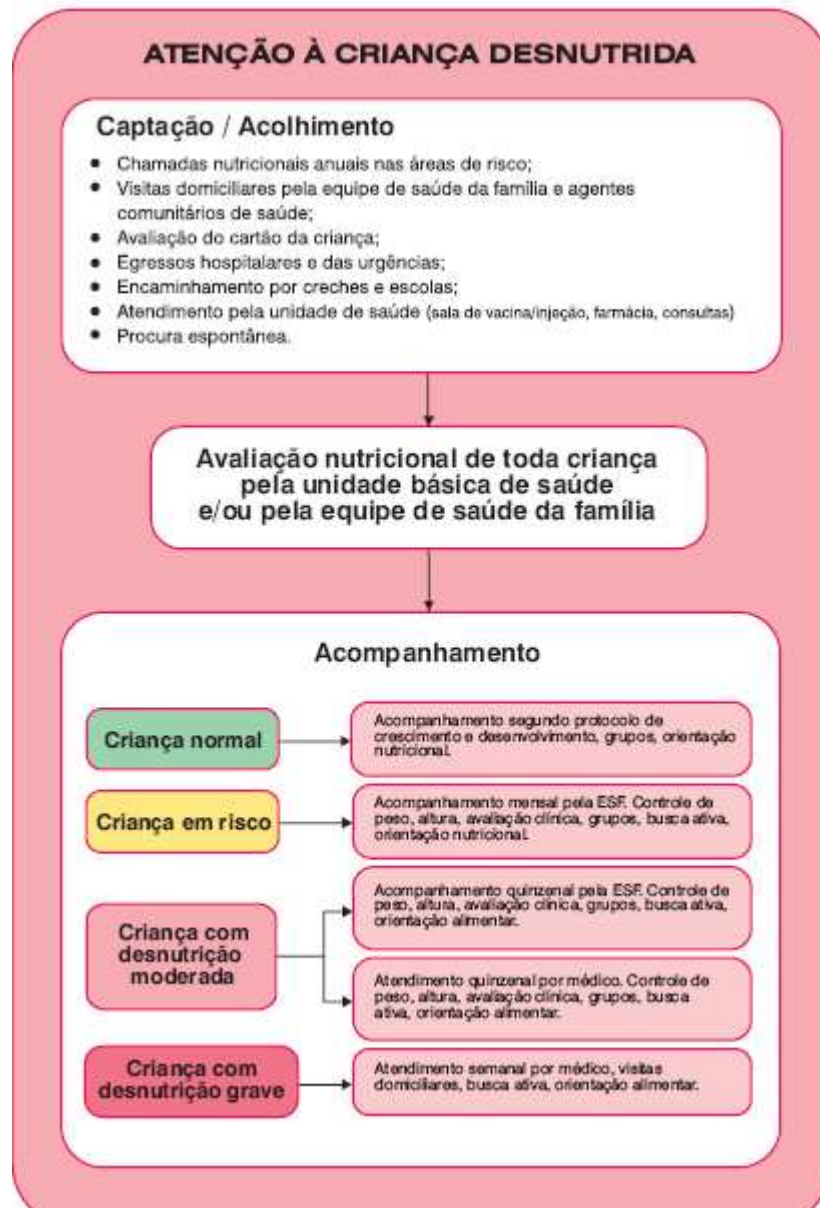 ATENÇÃO À CRIANÇA DESNUTRIDA
Captação / Acolhimento
• Chamadas nutricionais anuais nas áreas de risco;
• Visitas domiciliares pela equipe de saúde da família e agentes
comunitários de saúde;
• Avaliação do cartão da criança;
• Egressos hospitalares e das urgências;
• Encaminhamento por creches e escolas;
• Atendimento pela unidade de saúde (sala de vacina/injeção, farmácia, consultas)
• Procura espontânea.
Avaliação nutricional de toda criança
pela unidade básica de saúde
e/ou pela equipe de saúde da família
Acompanhamento
Criança normal
Acompanhamento segundo protocolo de
crescimento e desenvolvimento, grupos, orientação
nutricional.
Criança em risco
Acompanhamento mensal pela ESF. Controle de
peso, altura, avaliação clínica, grupos, busca ativa,
orientação nutricional.
Criança com
desnutrição
moderada
Acompanhamento quinzenal pela ESF. Controle de
peso, altura, avaliação clínica, grupos, busca ativa,
orientação alimentar.
Atendimento quinzenal por médico. Controle de
peso, altura, avaliação clínica, grupos, busca
ativa, orientação alimentar.
Criança com
desnutrição grave
Atendimento semanal por médico, visitas
domiciliares, busca ativa, orientação alimentar.